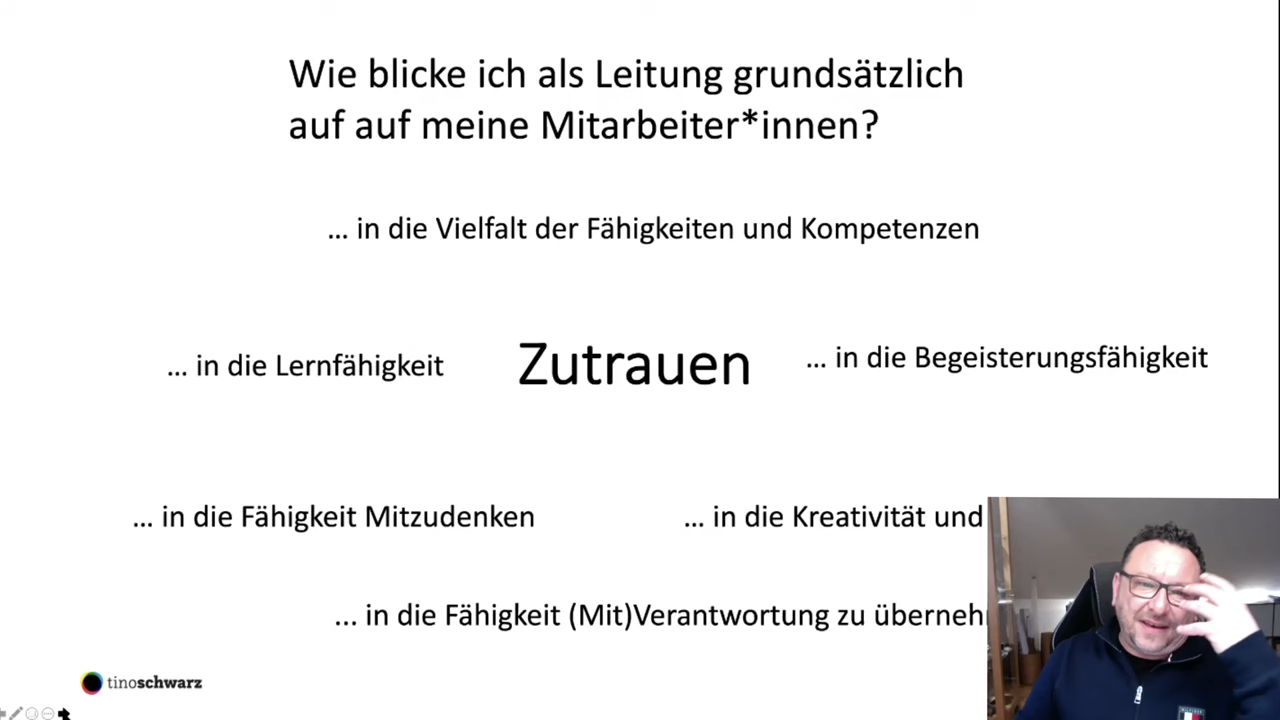 Wie blicke ich als Leitung grundsätzlich
auf auf meine Mitarbeiter*innen?
... in die Vielfalt der Fähigkeiten und Kompetenzen
... in die Lernfähigkeit
Zutrauen
... in die Begeisterungsfähigkeit
... in die Fähigkeit Mitzudenken
... in die Kreativität und
... in die Fähigkeit (Mit)Verantwortung zu
tinoschwarz